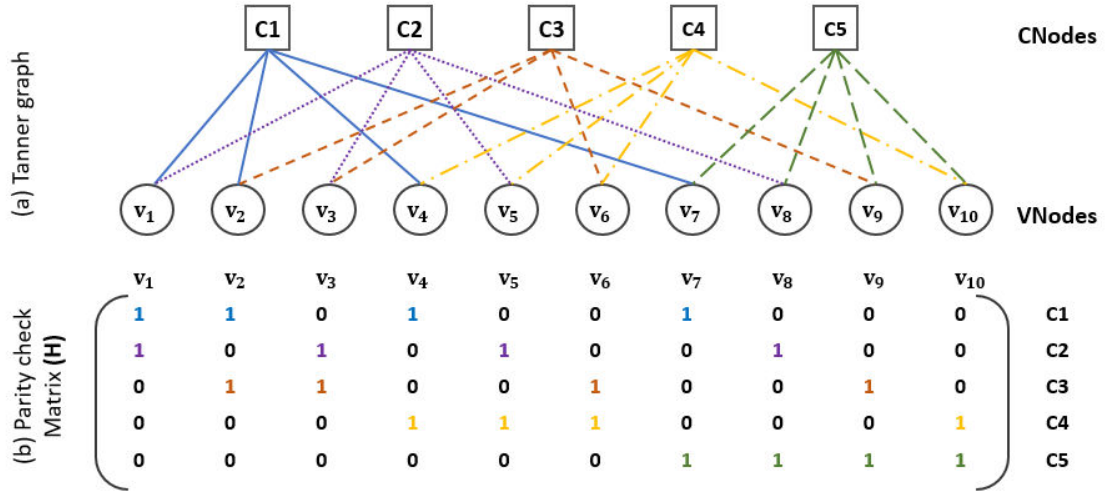 C1 C2 C3 C4 C5 CNodes
(a) Tanner graph
v1 v2 v3 v4 v5 v6 v7 v8 v9 v10 VNodes
v1 v2 v3 v4 v5 v6 v7 v8 v9 v10
(b) Parity check
Matrix (H)
1 1 0 1 0 0 1 0 0 0 C1
1 0 1 0 1 0 0 1 0 0 C2
0 1 1 0 0 1 0 0 1 0 C3
0 0 0 1 1 1 0 0 0 1 C4
0 0 0 0 0 0 1 1 1 1 C5